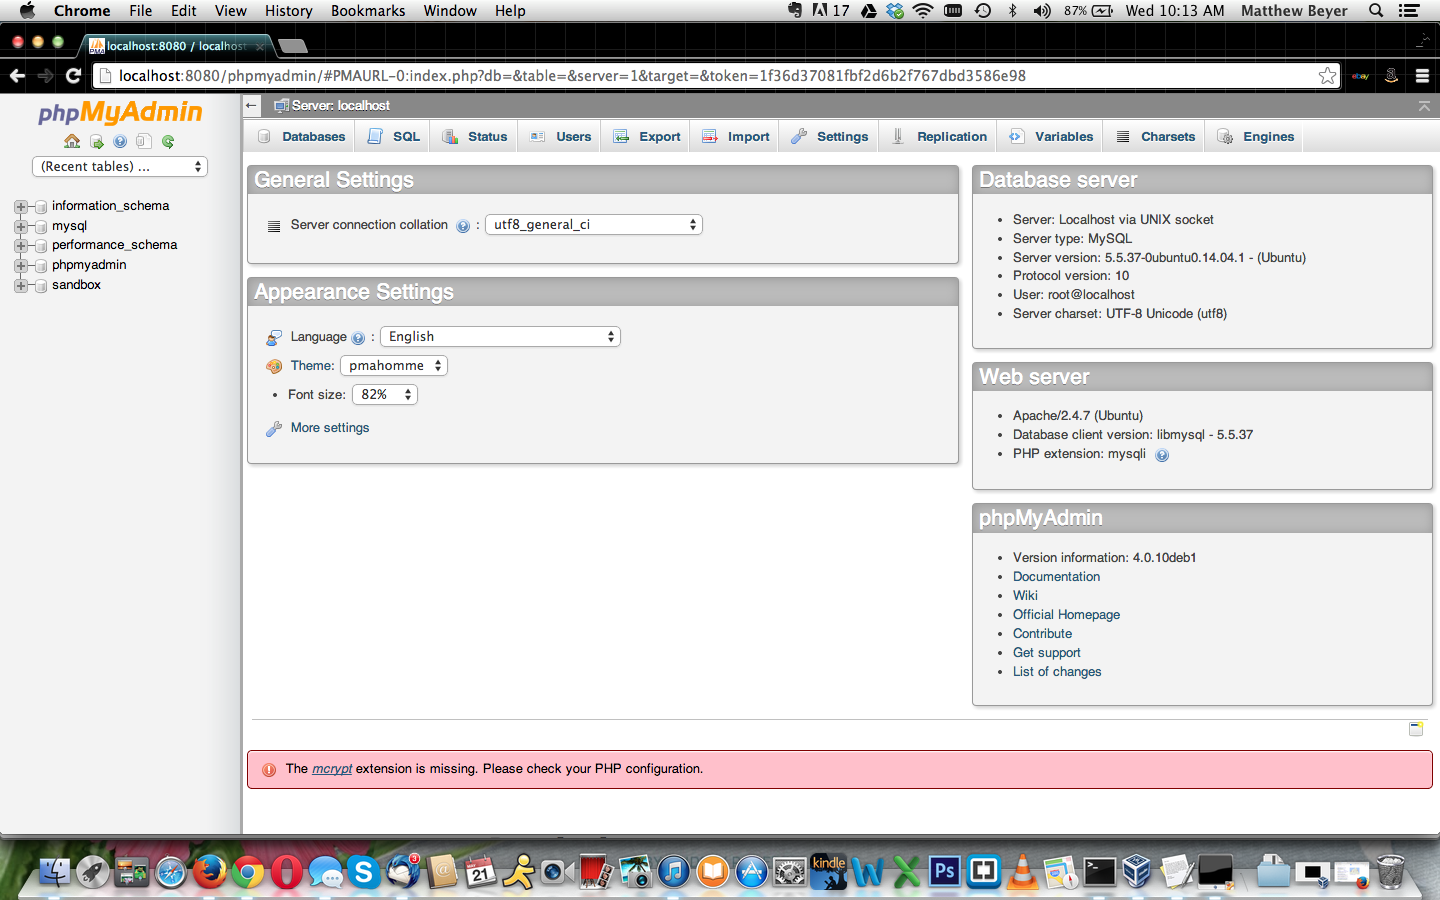 Chrome File Edit View History Bookmarks Window Help 17 87% Wed 10:13 AM Matthew Beyer
localhost:8080 / localhost
localhost:8080/phpmyadmin/#PMAURL-0:index.php?db=&table=&server=1&target=&token=1f36d37081fbf2d6b2f767dbd3586e98
ebay
phpMyAdmin
(Recent tables) ...
information_schema
mysql
performance_schema
phpmyadmin
sandbox
Server: localhost
Databases SQL Status Users Export Import Settings Replication Variables Charsets Engines
General Settings
Server connection collation : utf8_general_ci
Appearance Settings
Language : English
Theme: pmahomme
• Font size: 82%
More settings
Database server
• Server: Localhost via UNIX socket
• Server type: MySQL
• Server version: 5.5.37-0ubuntu0.14.04.1 - (Ubuntu)
• Protocol version: 10
• User: root@localhost
• Server charset: UTF-8 Unicode (utf8)
Web server
• Apache/2.4.7 (Ubuntu)
• Database client version: libmysql - 5.5.37
• PHP extension: mysqli
phpMyAdmin
• Version information: 4.0.10deb1
• Documentation
• Wiki
• Official Homepage
• Contribute
• Get support
• List of changes
The mcrypt extension is missing. Please check your PHP configuration.
3
21
kindle
Ps